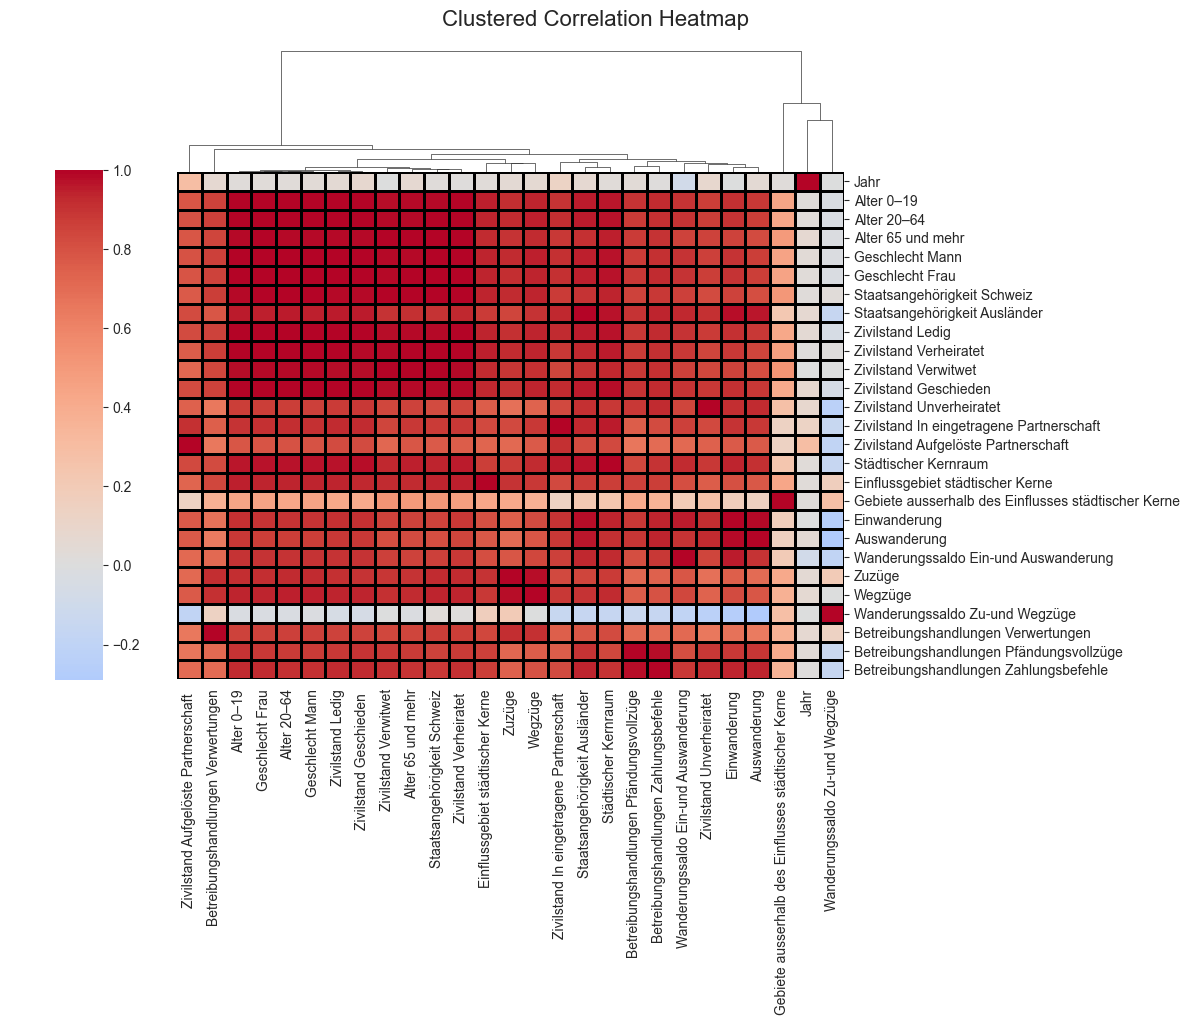 Clustered Correlation Heatmap
1.0
0.8
0.6
0.4
0.2
0.0
−0.2
Jahr
Alter 0–19
Alter 20–64
Alter 65 und mehr
Geschlecht Mann
Geschlecht Frau
Staatsangehörigkeit Schweiz
Staatsangehörigkeit Ausländer
Zivilstand Ledig
Zivilstand Verheiratet
Zivilstand Verwitwet
Zivilstand Geschieden
Zivilstand Unverheiratet
Zivilstand In eingetragene Partnerschaft
Zivilstand Aufgelöste Partnerschaft
Städtischer Kernraum
Einflussgebiet städtischer Kerne
Gebiete ausserhalb des Einflusses städtischer Kerne
Einwanderung
Auswanderung
Wanderungssaldo Ein-und Auswanderung
Zuzüge
Wegzüge
Wanderungssaldo Zu-und Wegzüge
Betreibungshandlungen Verwertungen
Betreibungshandlungen Pfändungsvollzüge
Betreibungshandlungen Zahlungsbefehle
Zivilstand Aufgelöste Partnerschaft
Betreibungshandlungen Verwertungen
Alter 0–19
Geschlecht Frau
Alter 20–64
Geschlecht Mann
Zivilstand Ledig
Zivilstand Geschieden
Zivilstand Verwitwet
Alter 65 und mehr
Staatsangehörigkeit Schweiz
Zivilstand Verheiratet
Einflussgebiet städtischer Kerne
Zuzüge
Wegzüge
Zivilstand In eingetragene Partnerschaft
Staatsangehörigkeit Ausländer
Städtischer Kernraum
Betreibungshandlungen Pfändungsvollzüge
Betreibungshandlungen Zahlungsbefehle
Wanderungssaldo Ein-und Auswanderung
Zivilstand Unverheiratet
Einwanderung
Auswanderung
Gebiete ausserhalb des Einflusses städtischer Kerne
Jahr
Wanderungssaldo Zu-und Wegzüge